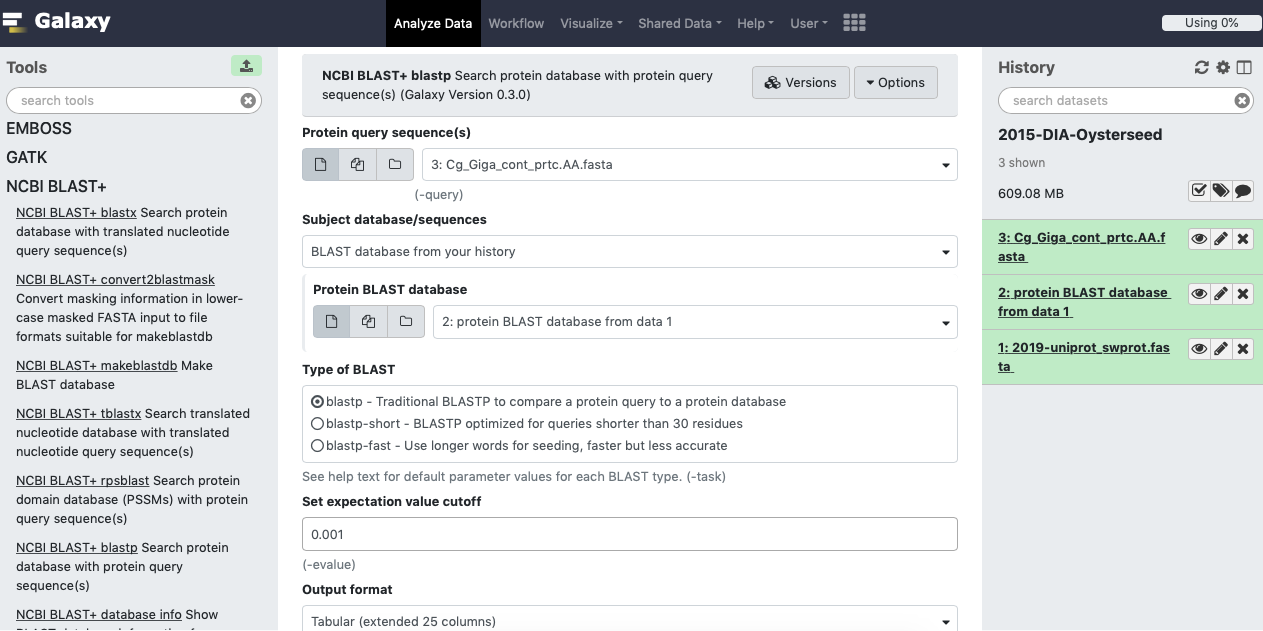 Galaxy
Analyze Data
Workflow
Visualize
Shared Data
Help
User
Using 0%
Tools
search tools
EMBOSS
GATK
NCBI BLAST+
NCBI BLAST+ blastx Search protein
database with translated nucleotide
query sequence(s)
NCBI BLAST+ convert2blastmask
Convert masking information in lower-
case masked FASTA input to file
formats suitable for makeblastdb
NCBI BLAST+ makeblastdb Make
BLAST database
NCBI BLAST+ tblastx Search translated
nucleotide database with translated
nucleotide query sequence(s)
NCBI BLAST+ rpsblast Search protein
domain database (PSSMs) with protein
query sequence(s)
NCBI BLAST+ blastp Search protein
database with protein query
sequence(s)
NCBI BLAST+ database info Show
NCBI BLAST+ blastp Search protein database with protein query
sequence(s) (Galaxy Version 0.3.0)
Versions
Options
Protein query sequence(s)
3: Cg_Giga_cont_prtc.AA.fasta
(-query)
Subject database/sequences
BLAST database from your history
Protein BLAST database
2: protein BLAST database from data 1
Type of BLAST
blastp - Traditional BLASTP to compare a protein query to a protein database
blastp-short - BLASTP optimized for queries shorter than 30 residues
blastp-fast - Use longer words for seeding, faster but less accurate
See help text for default parameter values for each BLAST type. (-task)
Set expectation value cutoff
0.001
(-evalue)
Output format
Tabular (extended 25 columns)
History
search datasets
2015-DIA-Oysterseed
3 shown
609.08 MB
3: Cg_Giga_cont_prtc.AA.f
asta
2: protein BLAST database
from data 1
1: 2019-uniprot_swprot.fas
ta